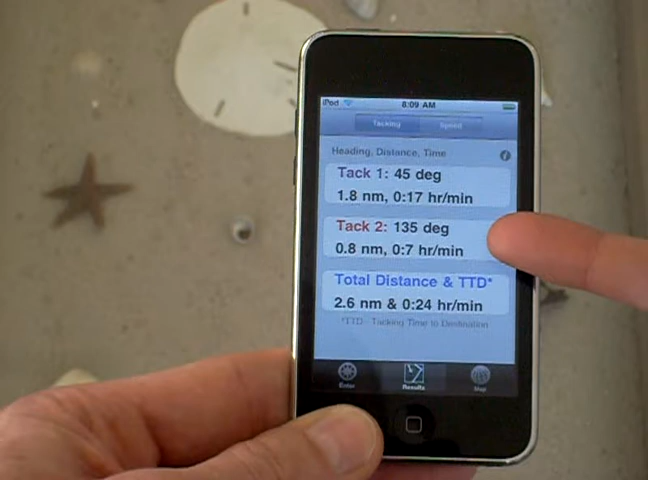 iPod 8:09 AM
Tacking Speed
Heading, Distance, Time
Tack 1: 45 deg
1.8 nm, 0:17 hr/min
Tack 2: 135 deg
0.8 nm, 0:7 hr/min
Total Distance & TTD*
2.6 nm & 0:24 hr/min
*TTD - Tacking Time to Destination
Enter Results Map